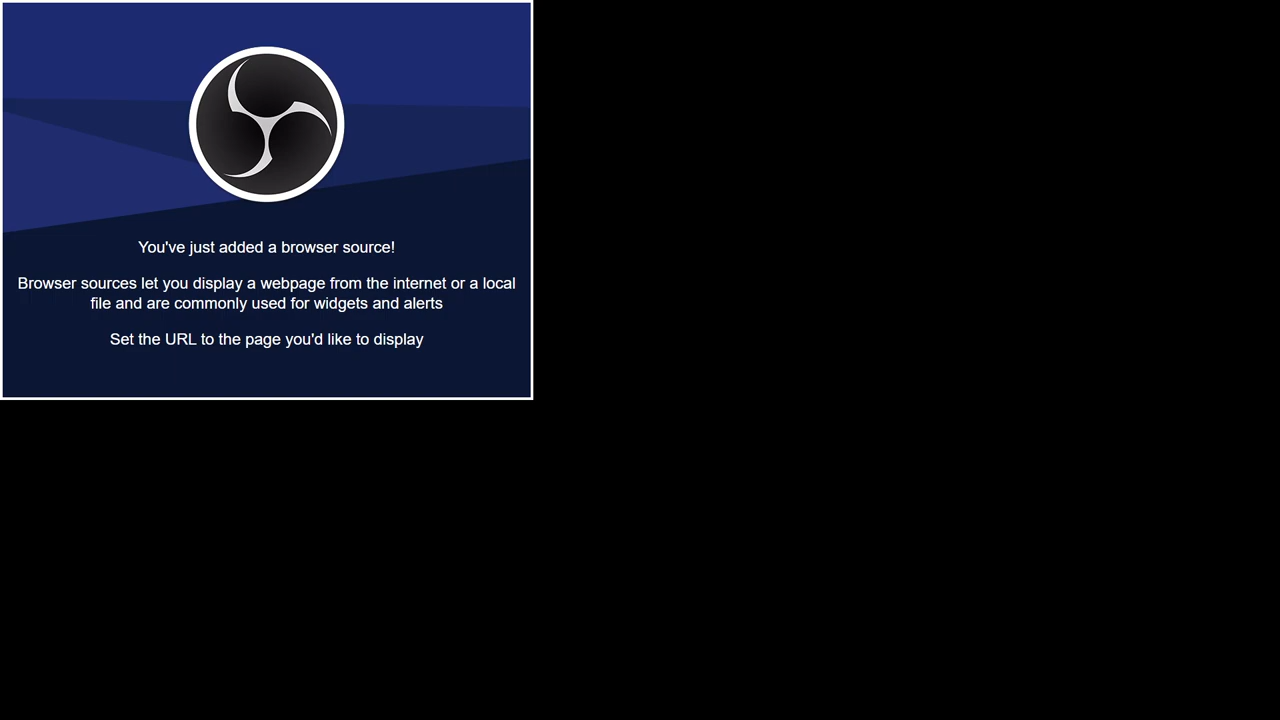 You've just added a browser source!
Browser sources let you display a webpage from the internet or a local
file and are commonly used for widgets and alerts
Set the URL to the page you'd like to display